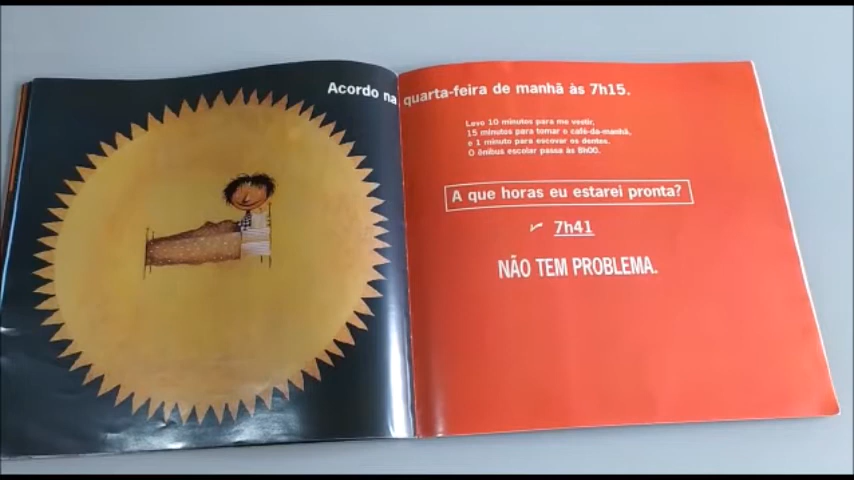 Acordo na quarta-feira de manhã às 7h15.
Levo 10 minutos para me vestir,
15 minutos para tomar o café-da-manhã,
e 1 minuto para escovar os dentes.
O ônibus escolar passa às 8h00.
A que horas eu estarei pronta?
7h41
NÃO TEM PROBLEMA.